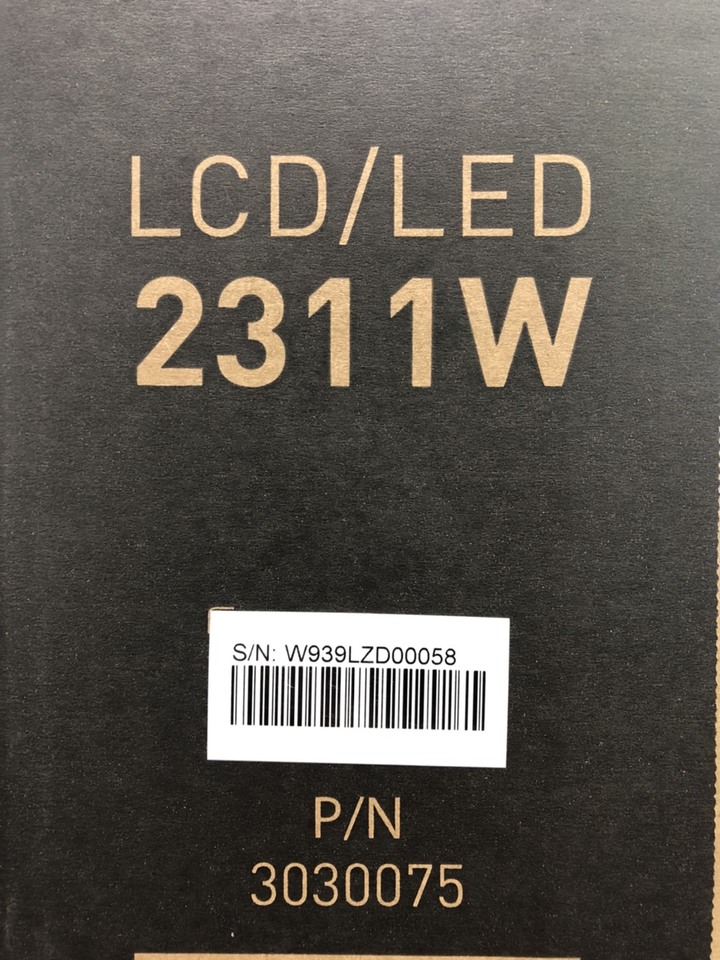 LCD/LED
2311W
S/N: W939LZD00058
P/N
3030075